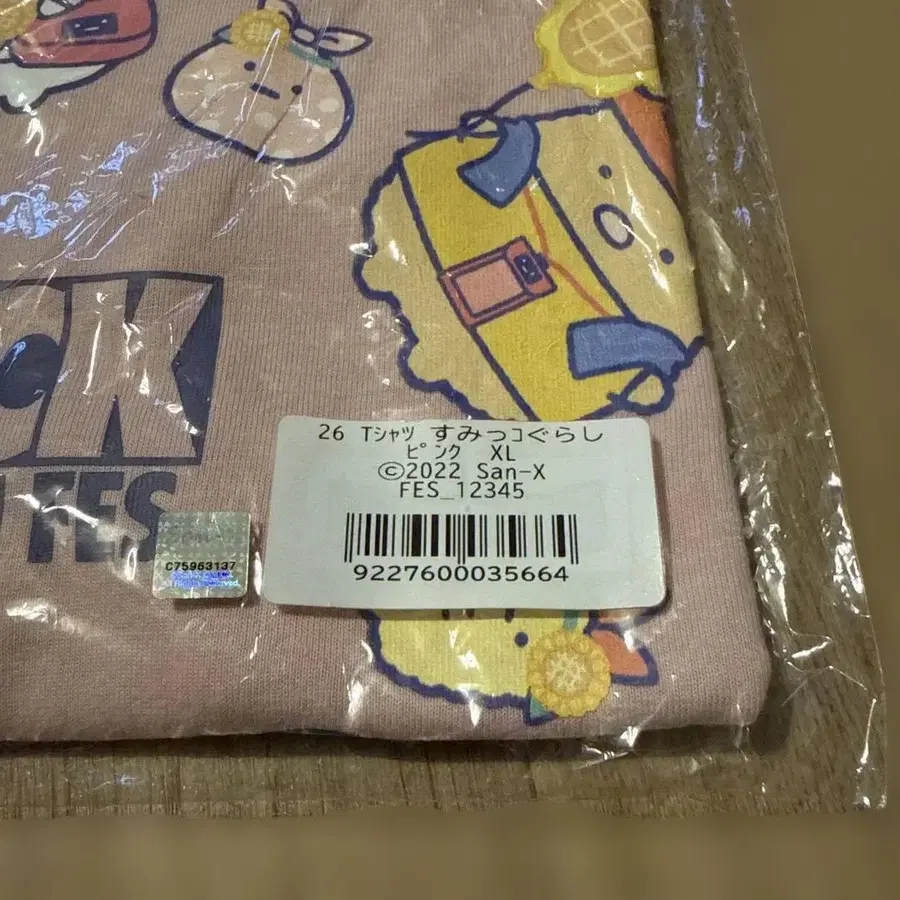 CK
FES
26 Tシャツ すみっコぐらし
ピンク XL
©2022 San-X
FES_12345
9227600035664
C75963137